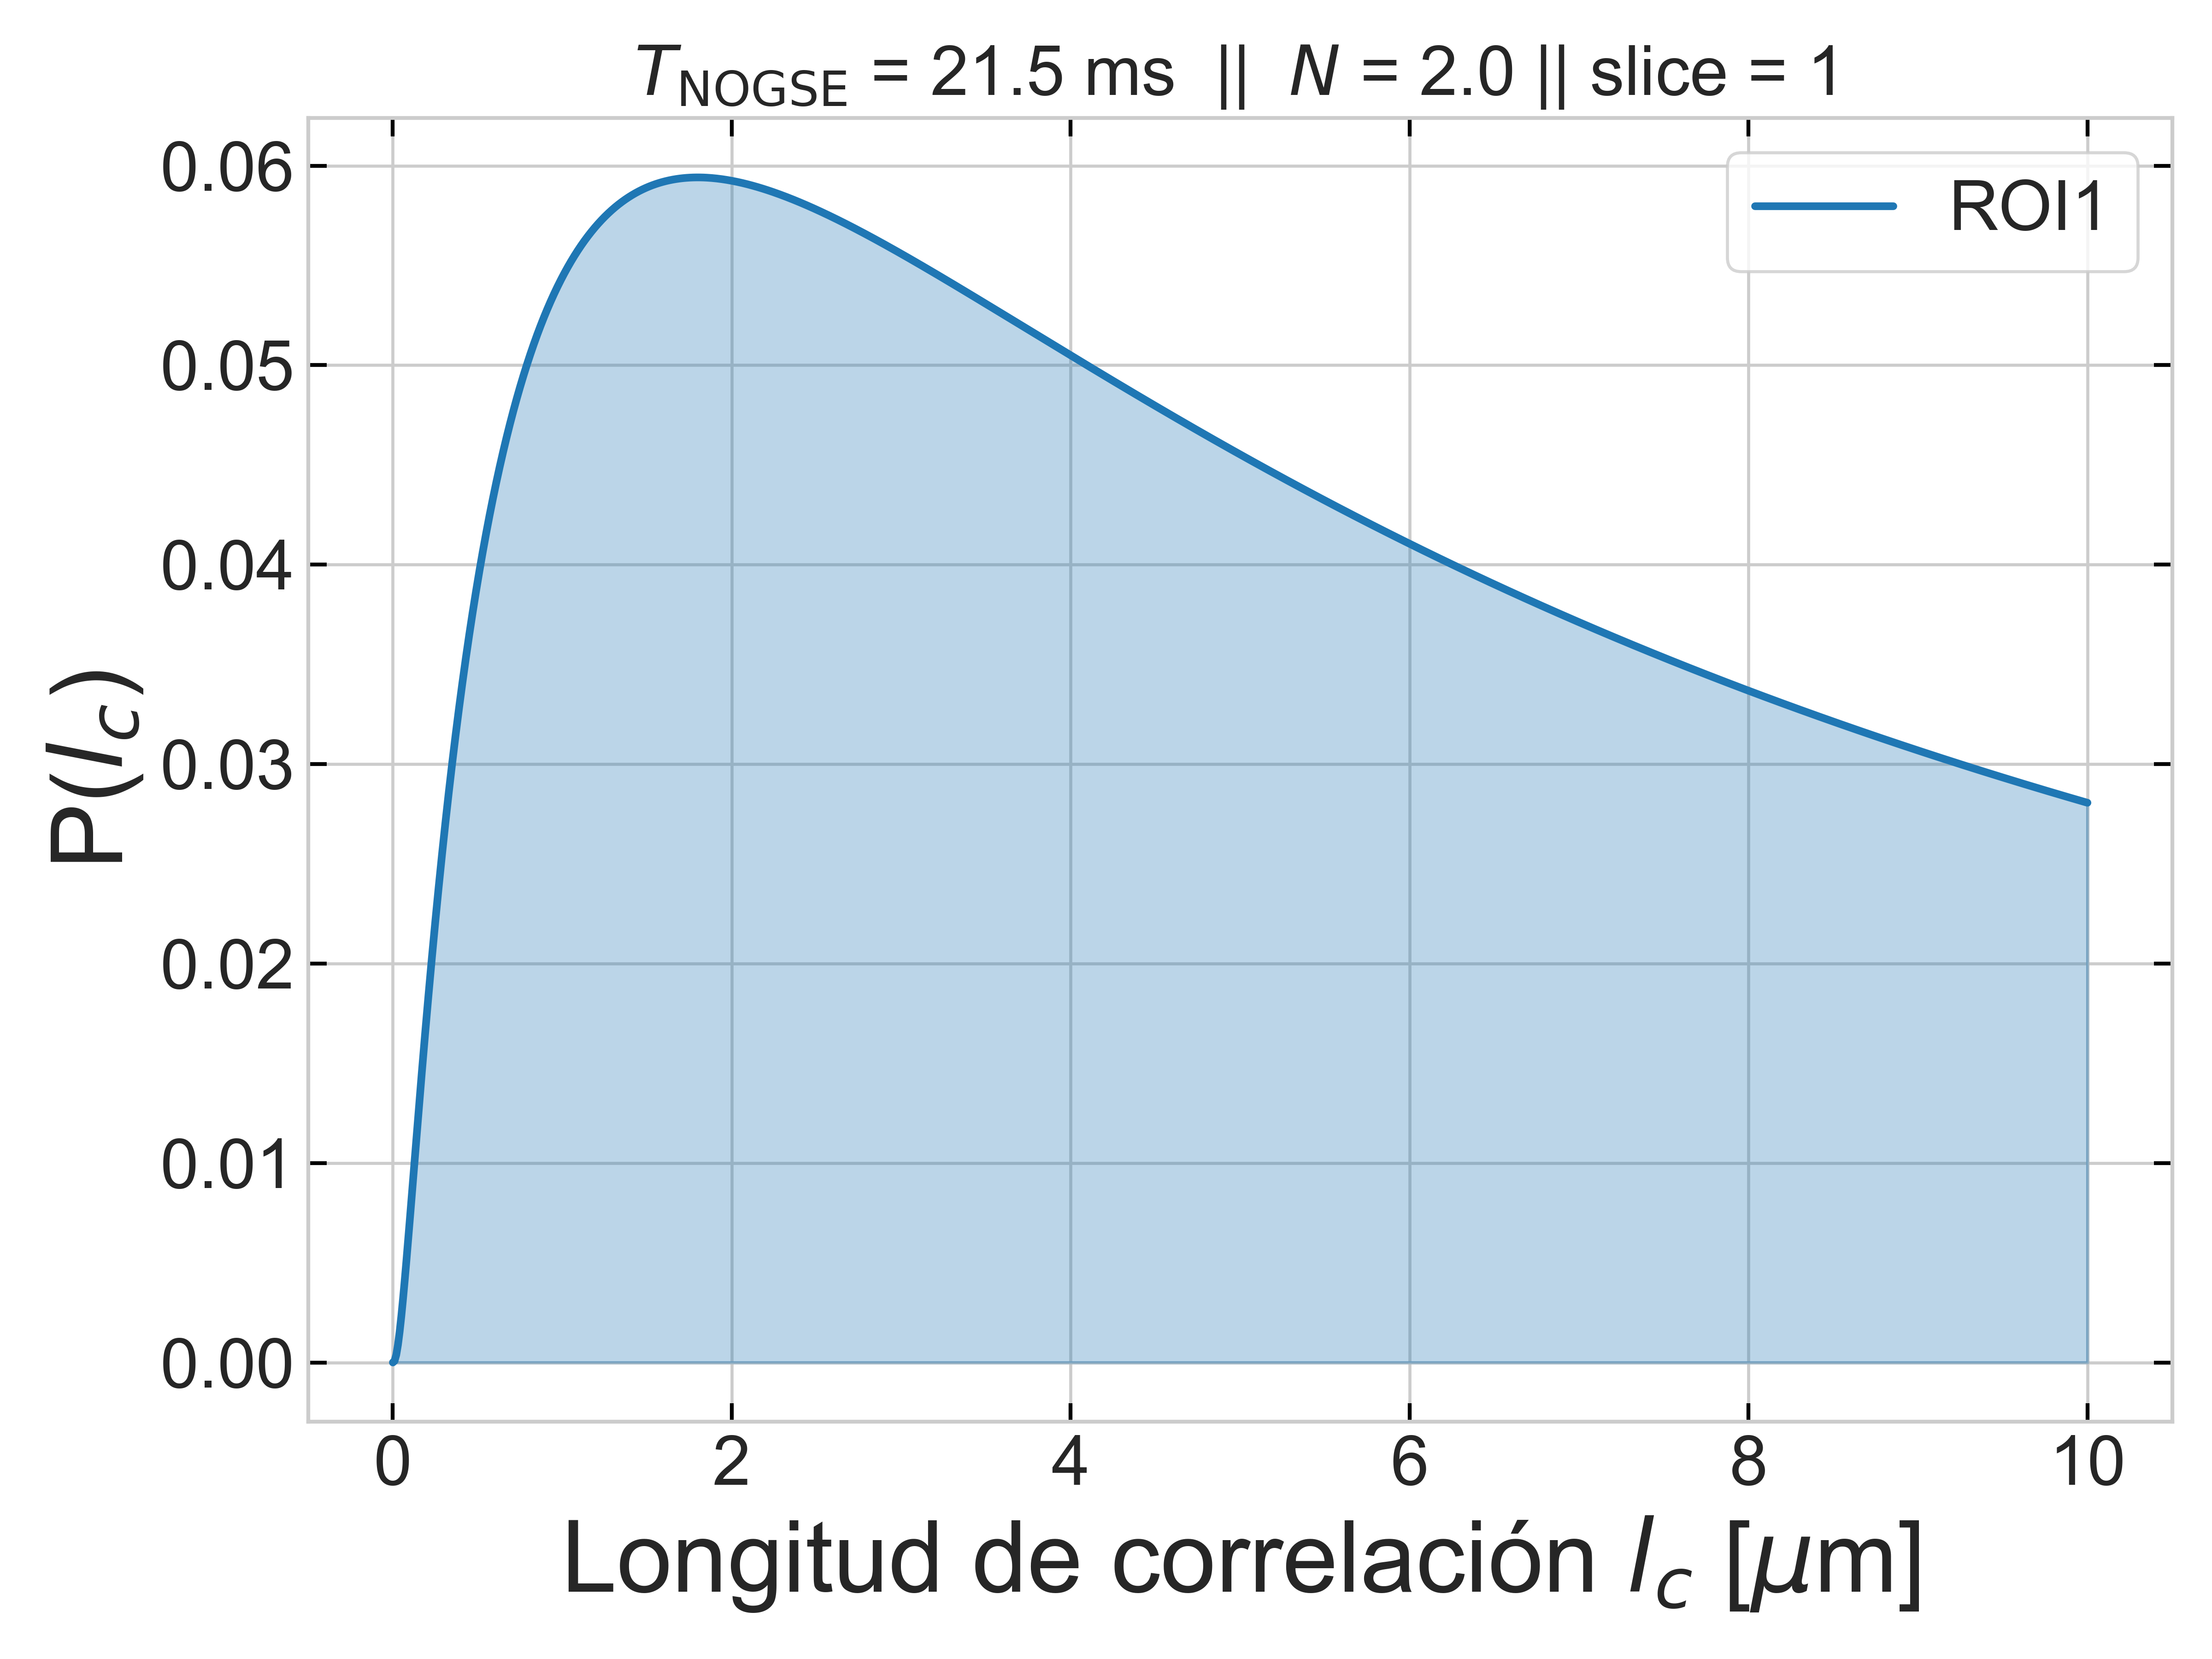 T_NOGSE = 21.5 ms || N = 2.0 || slice = 1
ROI1
P(l_c)
0.06
0.05
0.04
0.03
0.02
0.01
0.00
0 2 4 6 8 10
Longitud de correlación l_c [μm]